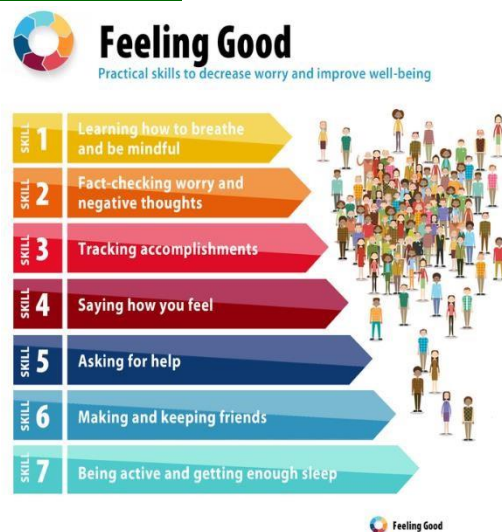 Feeling Good
Practical skills to decrease worry and improve well-being
SKILL 1
Learning how to breathe
and be mindful
SKILL 2
Fact-checking worry and
negative thoughts
SKILL 3
Tracking accomplishments
SKILL 4
Saying how you feel
SKILL 5
Asking for help
SKILL 6
Making and keeping friends
SKILL 7
Being active and getting enough sleep
Feeling Good